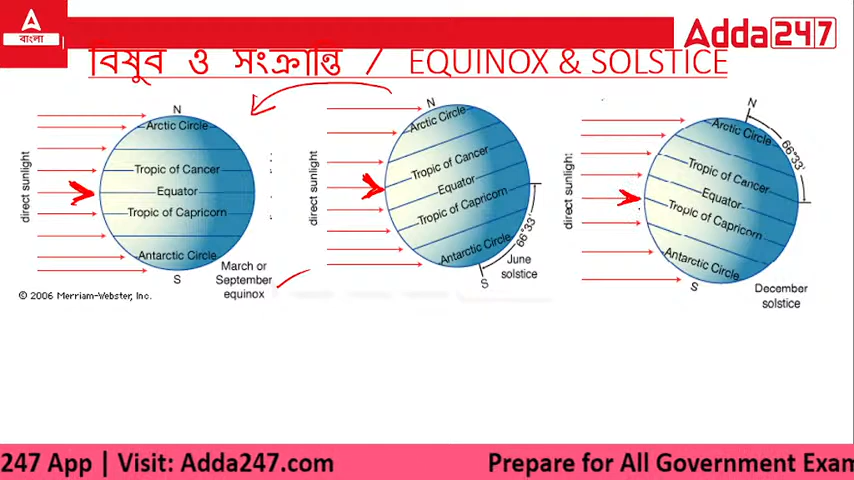 বাংলা
Adda247
বিষুব ও সংক্রান্তি / EQUINOX & SOLSTICE
direct sunlight
N
Arctic Circle
Tropic of Cancer
Equator
Tropic of Capricorn
Antarctic Circle
S
March or
September
equinox
© 2006 Merriam-Webster, Inc.
direct sunlight
N
Arctic Circle
Tropic of Cancer
Equator
Tropic of Capricorn
Antarctic Circle
S
66°33'
June
solstice
direct sunlight
N
Arctic Circle
Tropic of Cancer
Equator
Tropic of Capricorn
Antarctic Circle
S
66°33'
December
solstice
247 App | Visit: Adda247.com
Prepare for All Government Exam